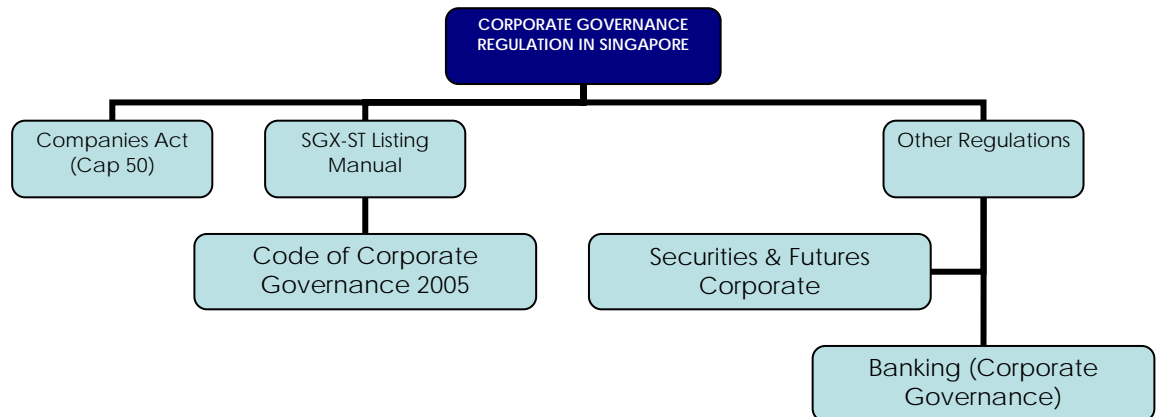 CORPORATE GOVERNANCE
REGULATION IN SINGAPORE
Companies Act
(Cap 50)
SGX-ST Listing
Manual
Other Regulations
Code of Corporate
Governance 2005
Securities & Futures
Corporate
Banking (Corporate
Governance)